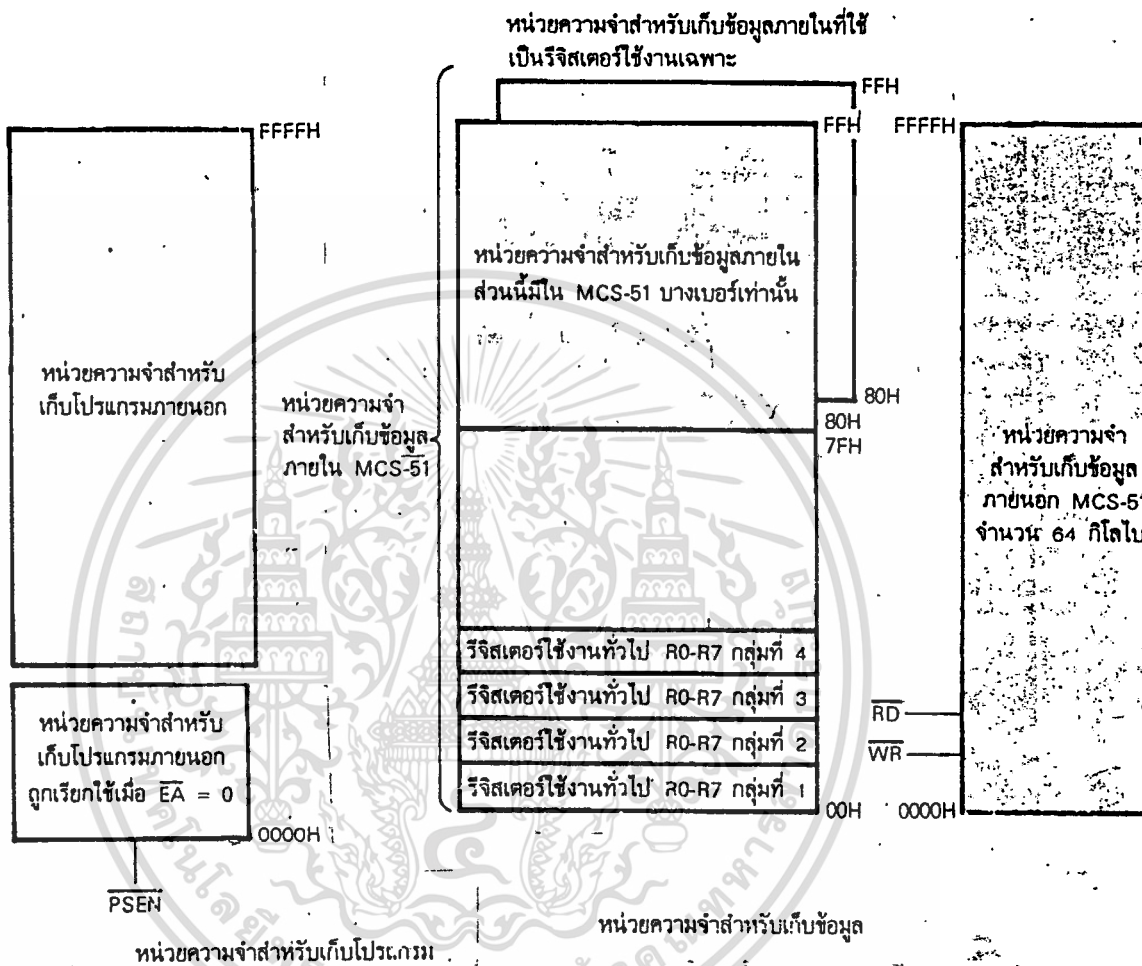 หน่วยความจำสำหรับเก็บข้อมูลภายในที่ใช้
เป็นรีจิสเตอร์ใช้งานเฉพาะ
FFH
FFFFH
FFH
FFFFH
หน่วยความจำสำหรับเก็บข้อมูลภายใน
ส่วนนี้มีใน MCS-51 บางเบอร์เท่านั้น
หน่วยความจำสำหรับ
เก็บโปรแกรมภายนอก
หน่วยความจำ
สำหรับเก็บข้อมูล
ภายใน MCS-51
80H
80H
7FH
หน่วยความจำ
สำหรับเก็บข้อมูล
ภายนอก MCS-51
จำนวน 64 กิโลไบ
รีจิสเตอร์ใช้งานทั่วไป R0-R7 กลุ่มที่ 4
รีจิสเตอร์ใช้งานทั่วไป R0-R7 กลุ่มที่ 3
รีจิสเตอร์ใช้งานทั่วไป R0-R7 กลุ่มที่ 2
รีจิสเตอร์ใช้งานทั่วไป R0-R7 กลุ่มที่ 1
RD
WR
หน่วยความจำสำหรับ
เก็บโปรแกรมภายนอก
ถูกเรียกใช้เมื่อ EA = 0
00H
0000H
0000H
PSEN
หน่วยความจำสำหรับเก็บข้อมูล
หน่วยความจำสำหรับเก็บโปรแกรม